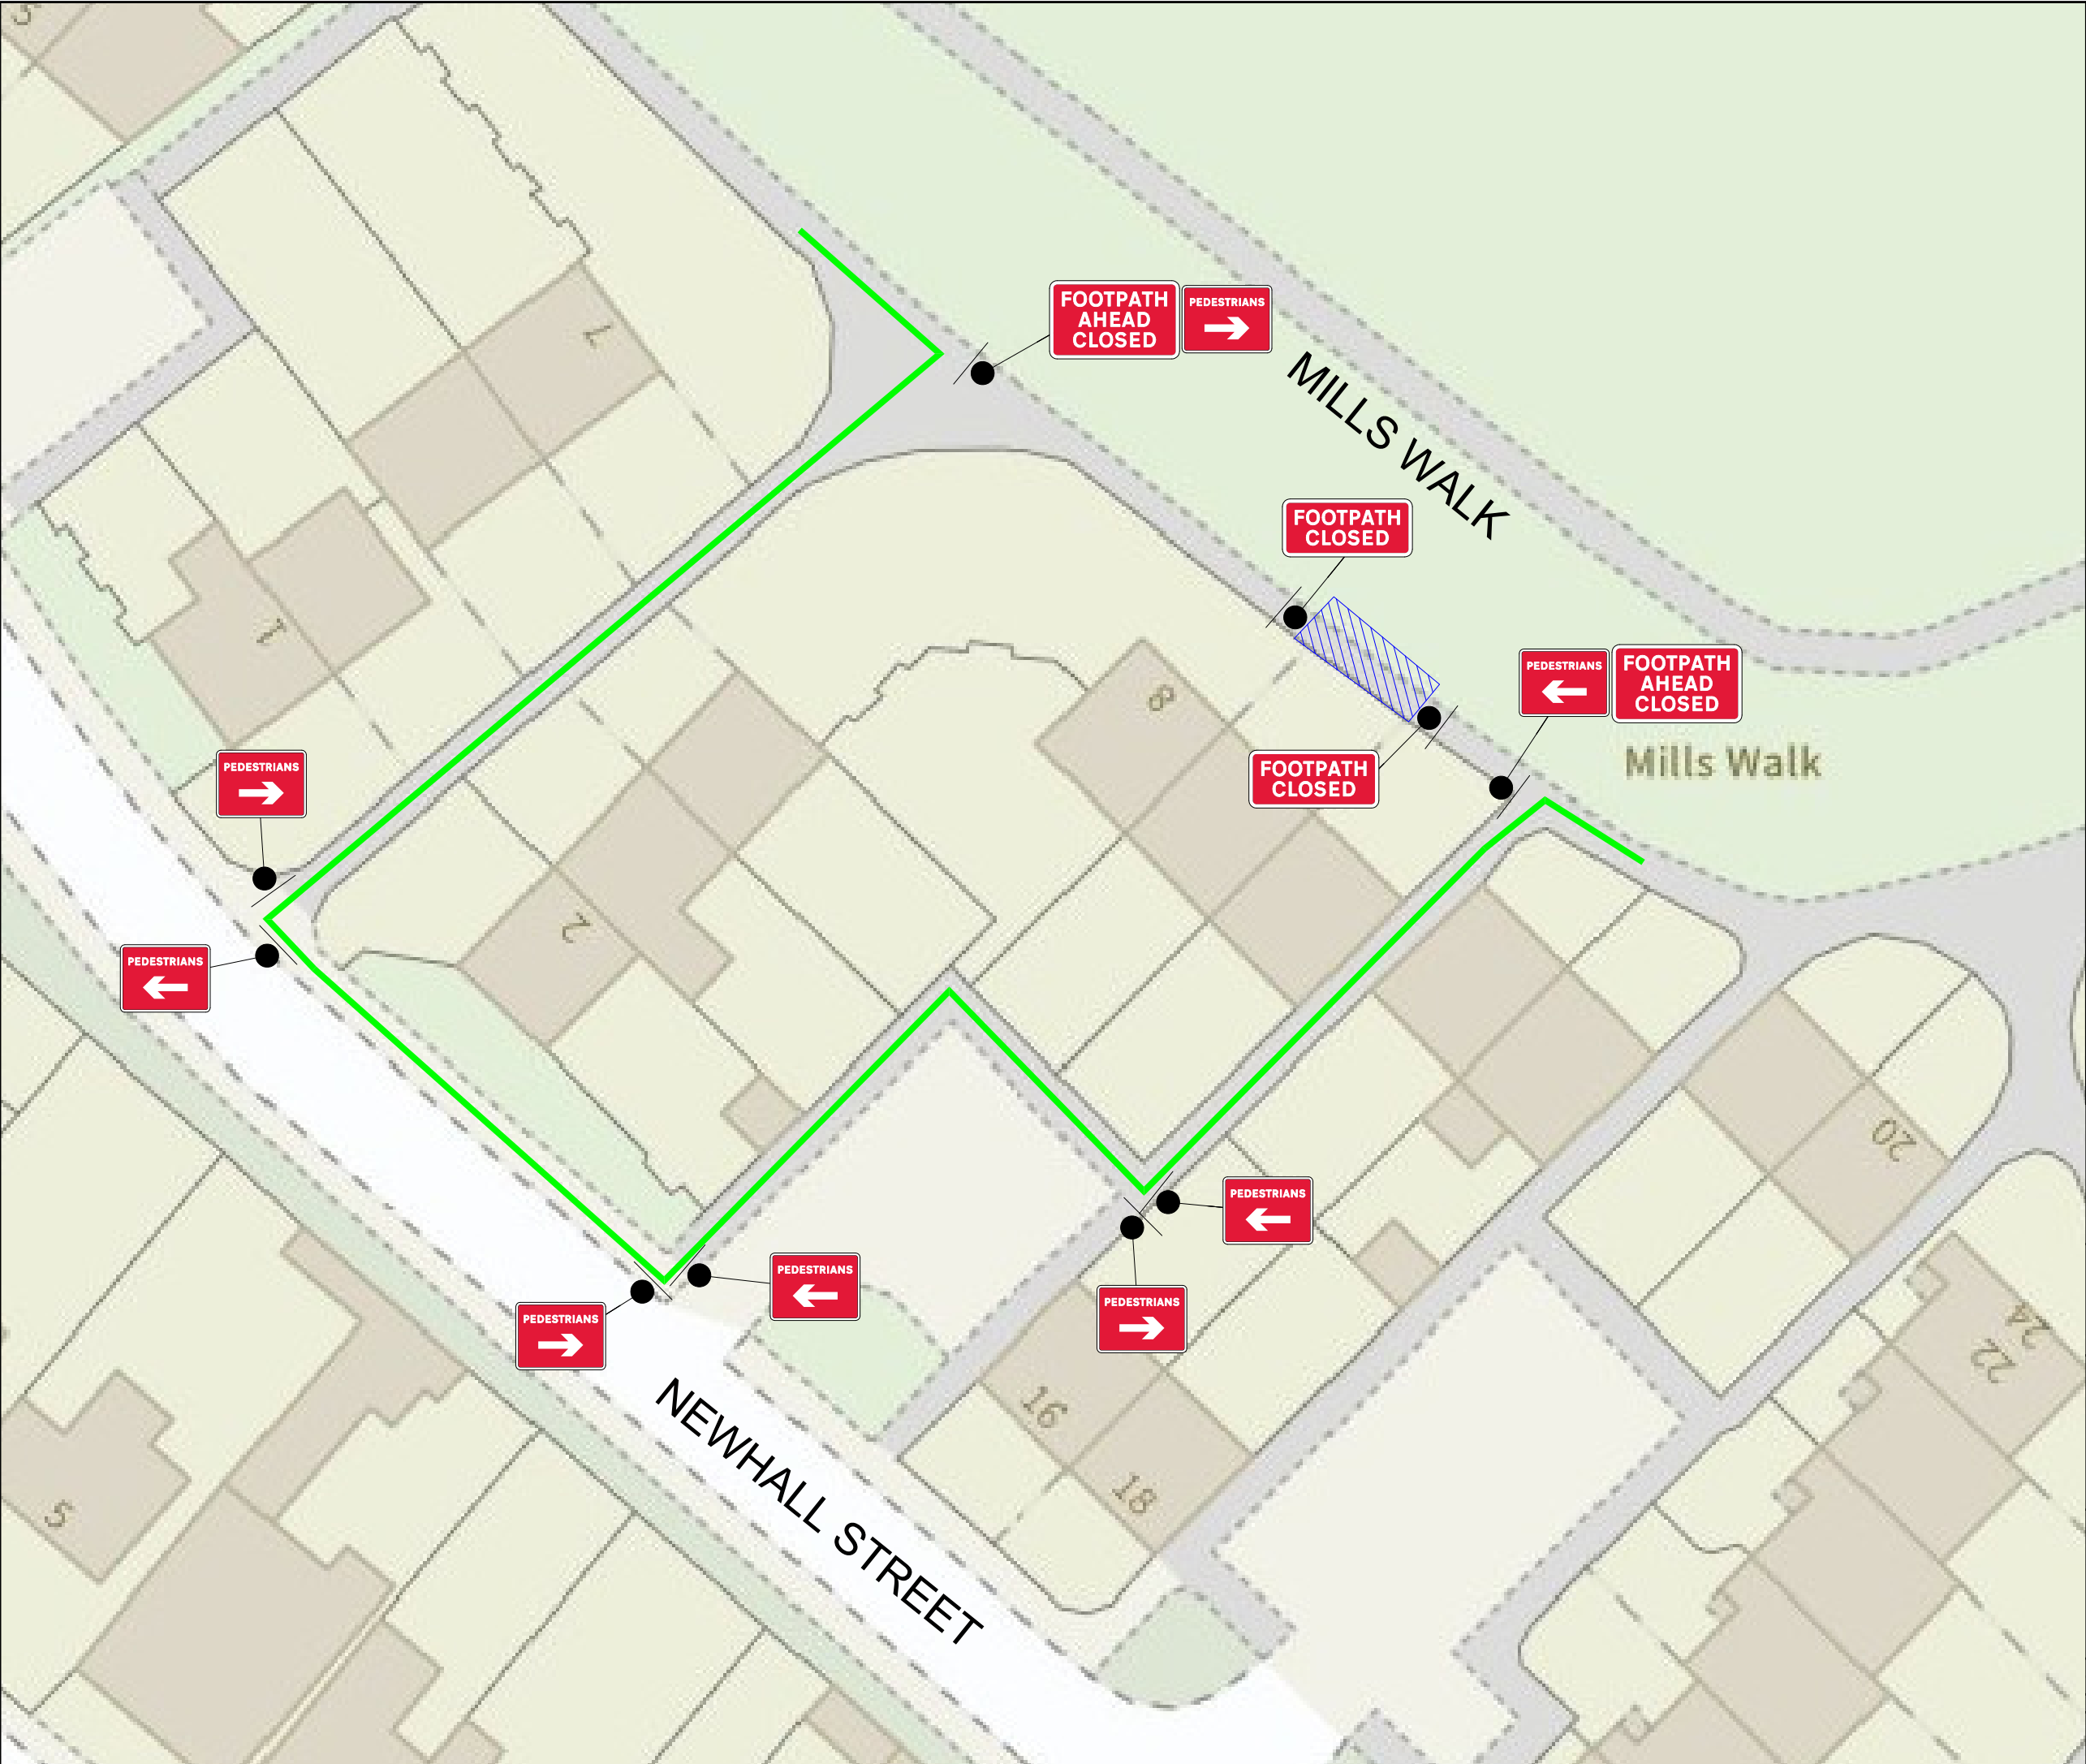 7
FOOTPATH
AHEAD
CLOSED
PEDESTRIANS
MILLS WALK
FOOTPATH
CLOSED
1
8
PEDESTRIANS
FOOTPATH
AHEAD
CLOSED
Mills Walk
FOOTPATH
CLOSED
PEDESTRIANS
2
PEDESTRIANS
20
PEDESTRIANS
PEDESTRIANS
PEDESTRIANS
PEDESTRIANS
24
22
16
18
NEWHALL STREET
5